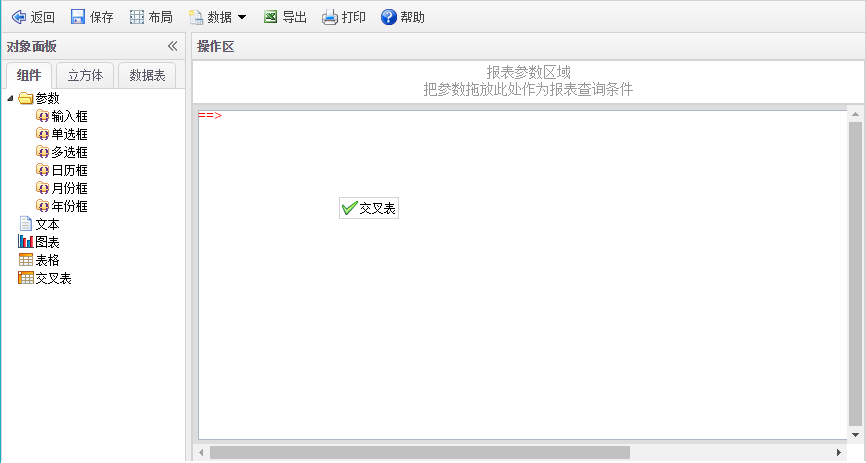 返回 保存 布局 数据 导出 打印 帮助
对象面板
操作区
组件 立方体 数据表
参数
输入框
单选框
多选框
日历框
月份框
年份框
文本
图表
表格
交叉表
报表参数区域
把参数拖放此处作为报表查询条件
==>
交叉表